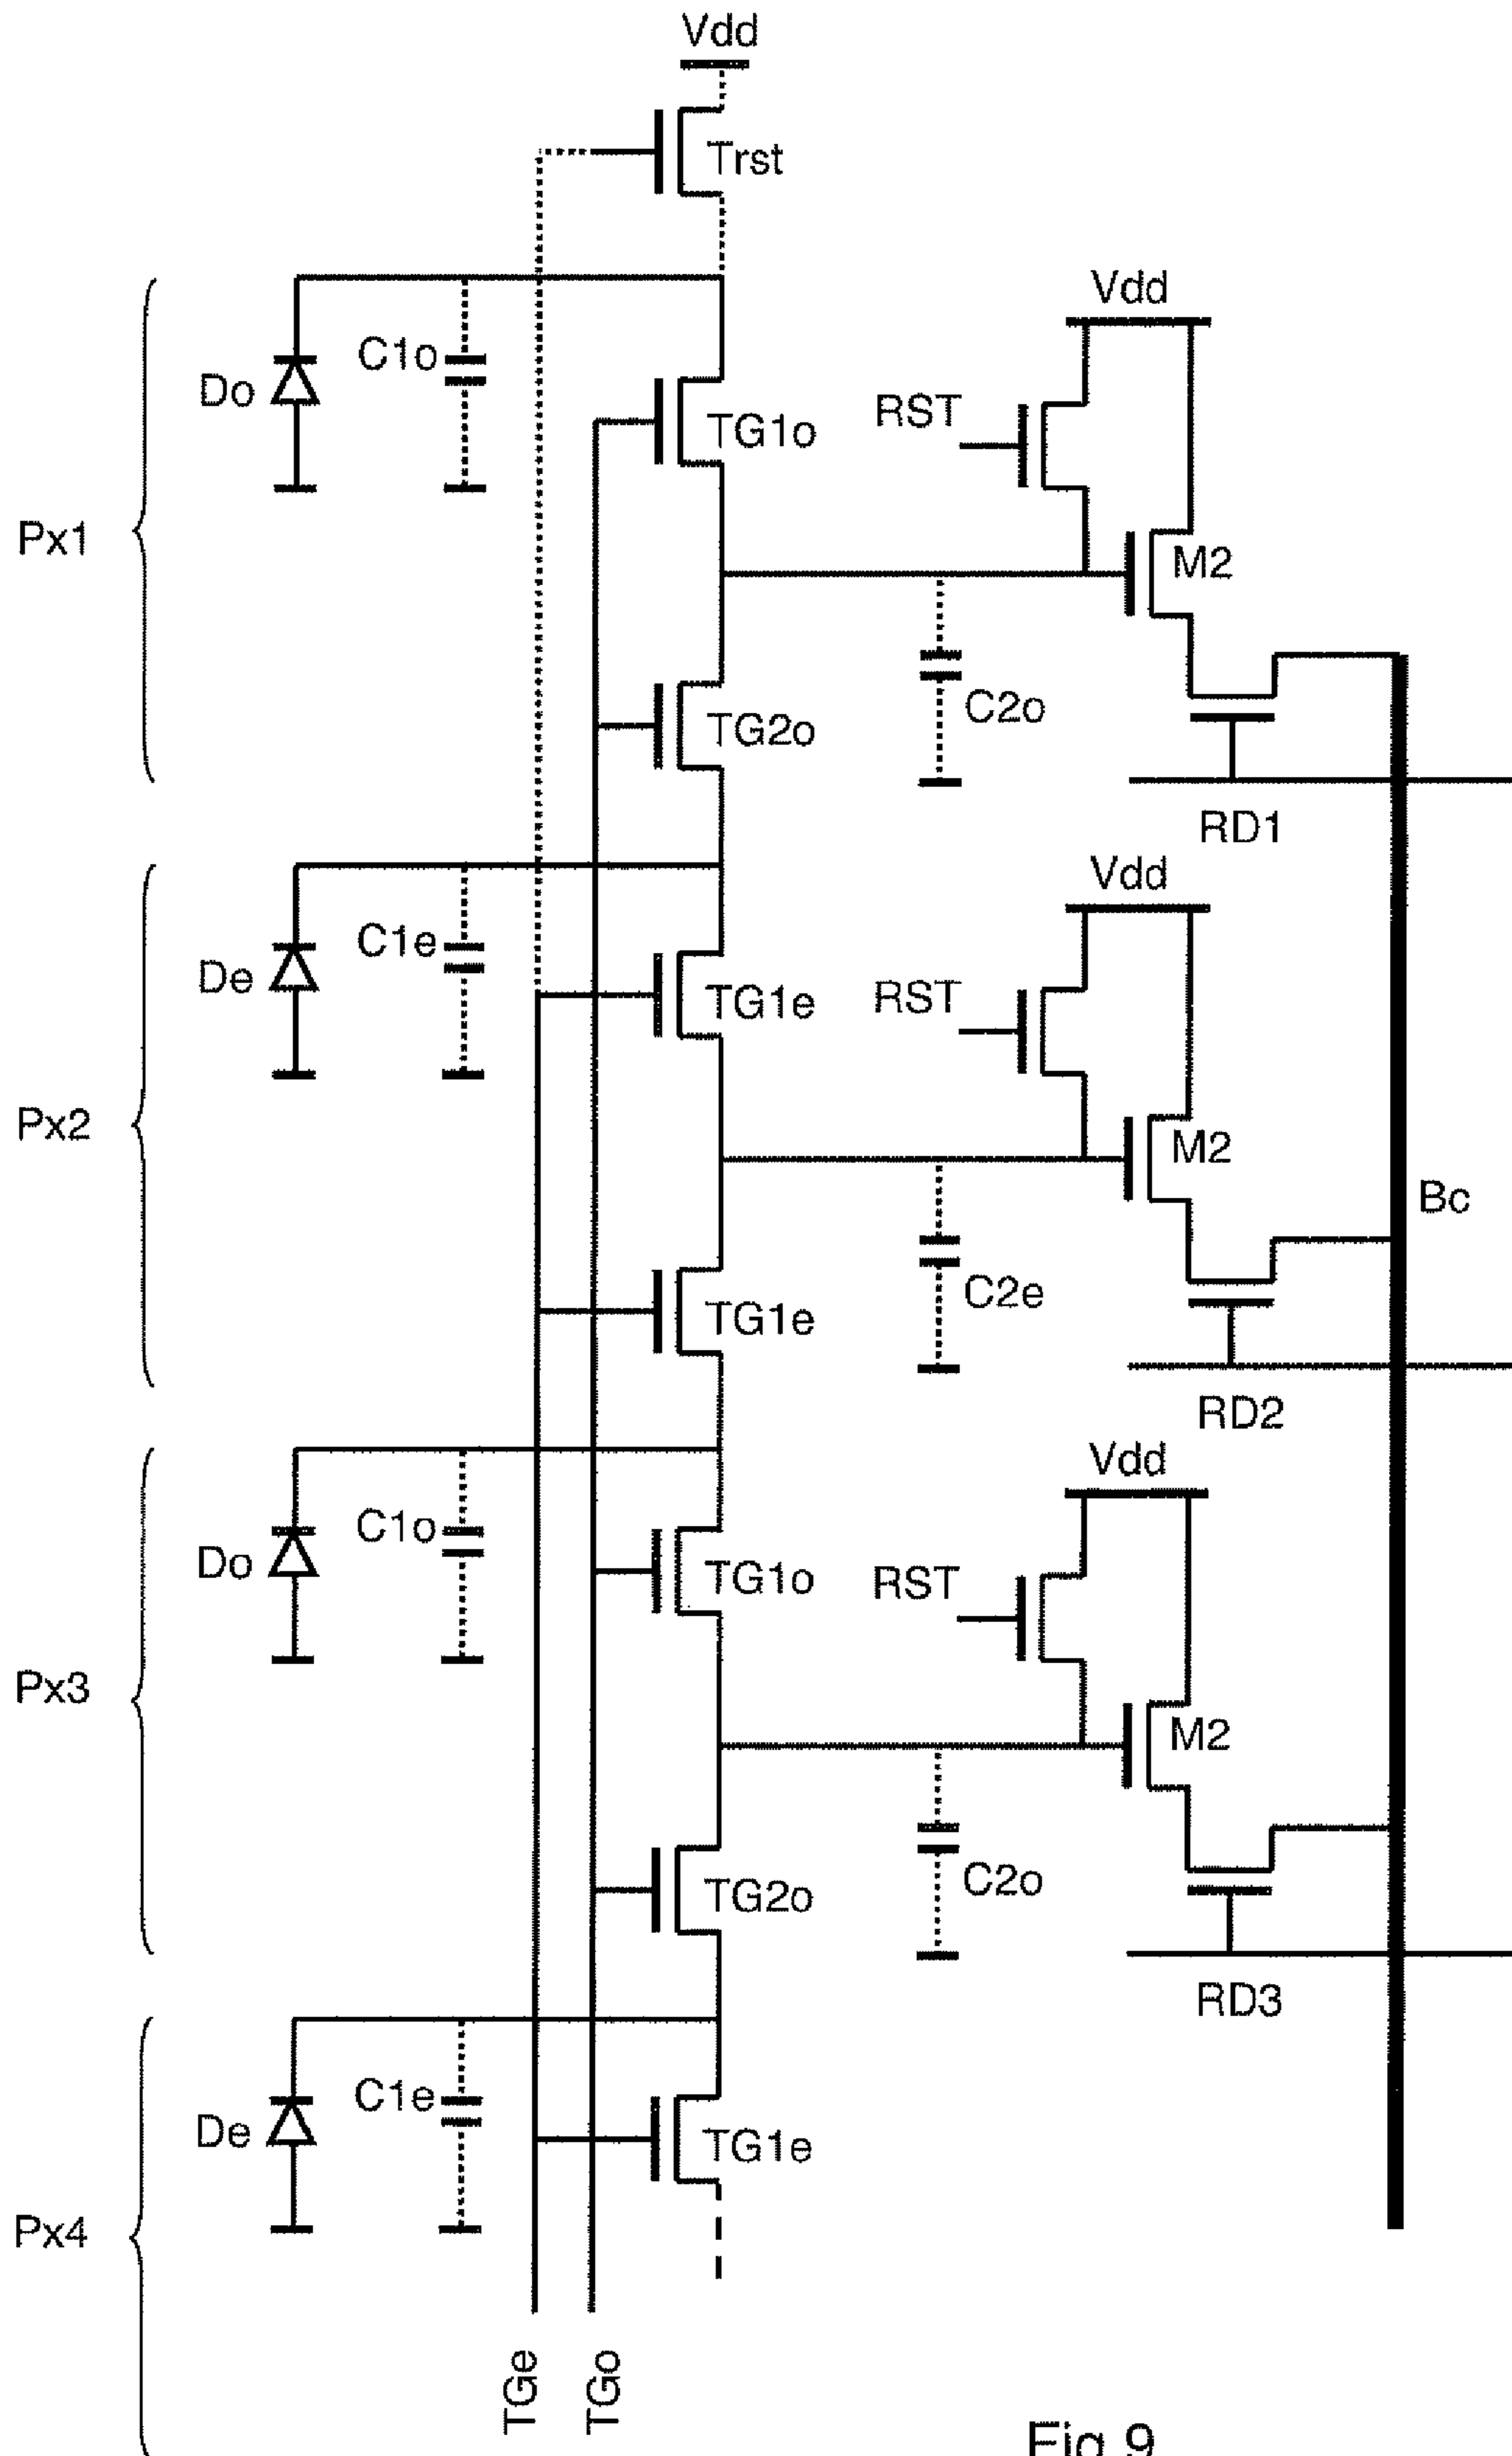 Vdd
Trst
Vdd
C1o
Do
RST
TG1o
Px1
M2
C2o
TG2o
RD1
Vdd
C1e
De
TG1e
RST
Px2
M2
Bc
C2e
TG1e
RD2
Vdd
C1o
Do
TG1o
RST
Px3
M2
C2o
TG2o
RD3
C1e
De
TG1e
Px4
TGe
TGo
Fig 9